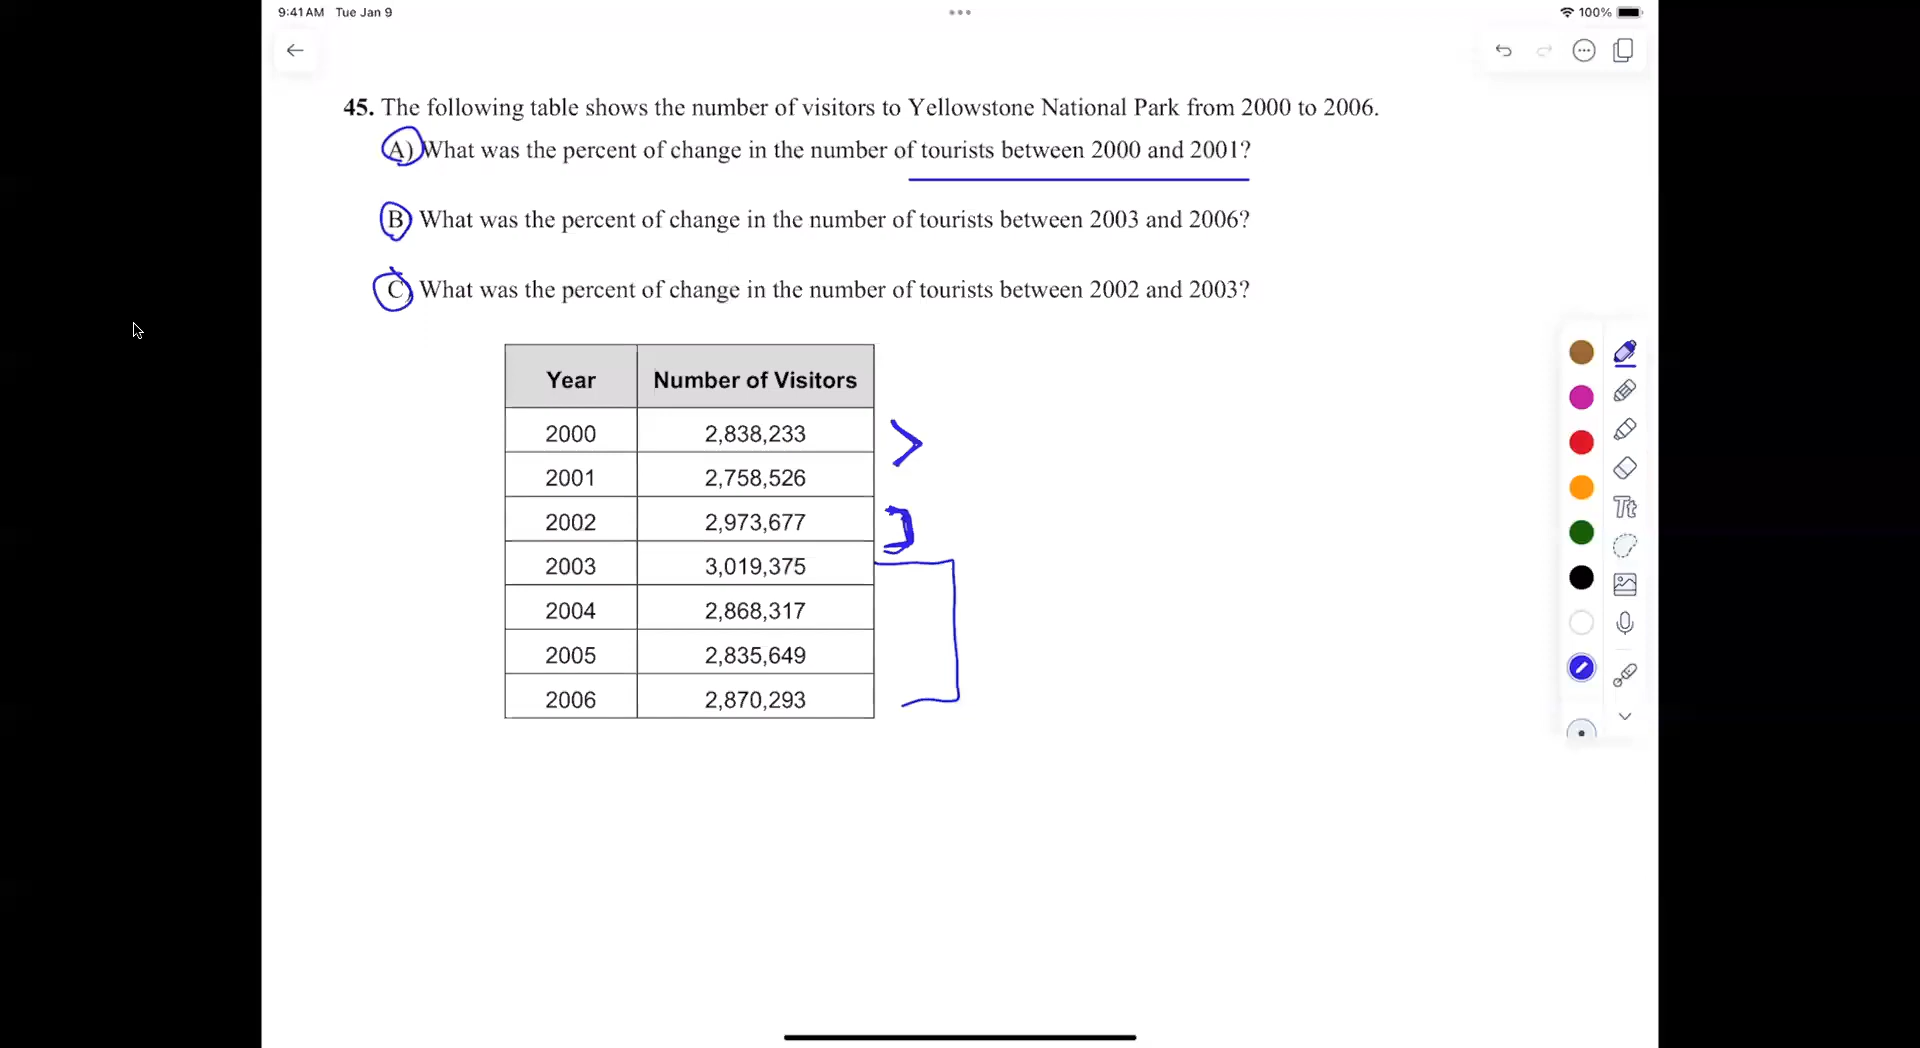 9:41 AM Tue Jan 9
100%
45. The following table shows the number of visitors to Yellowstone National Park from 2000 to 2006.
A) What was the percent of change in the number of tourists between 2000 and 2001?
B) What was the percent of change in the number of tourists between 2003 and 2006?
C) What was the percent of change in the number of tourists between 2002 and 2003?
Year Number of Visitors
2000 2,838,233
2001 2,758,526
2002 2,973,677
2003 3,019,375
2004 2,868,317
2005 2,835,649
2006 2,870,293
Tt